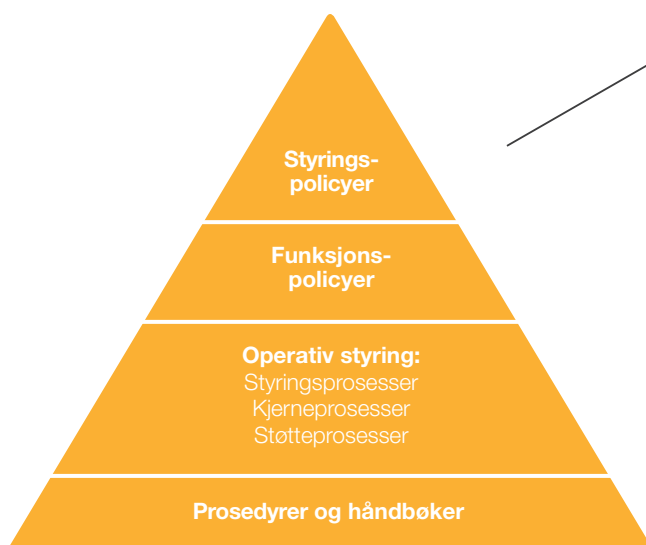 Styrings-
policyer
Funksjons-
policyer
Operativ styring:
Styringsprosesser
Kjerneprosesser
Støtteprosesser
Prosedyrer og håndbøker